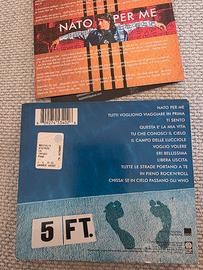 NATO PER ME
NATO PER ME
TUTTI VOGLIONO VIAGGIARE IN PRIMA
TI SENTO
QUESTA È LA MIA VITA
TU CHE CONOSCI IL CIELO
IL CAMPO DELLE LUCCIOLE
VOGLIO VOLERE
ERI BELLISSIMA
LIBERA USCITA
TUTTE LE STRADE PORTANO A TE
IN PIENO ROCK'N'ROLL
CHISSÀ SE IN CIELO PASSANO GLI WHO
5 FT.